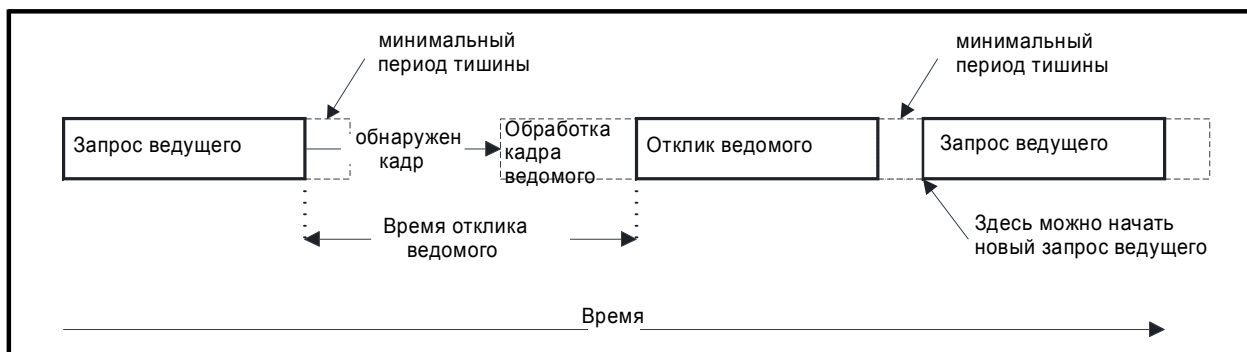 минимальный
период тишины
минимальный
период тишины
Запрос ведущего
обнаружен
кадр
Обработка
кадра
ведомого
Отклик ведомого
Запрос ведущего
Время отклика
ведомого
Здесь можно начать
новый запрос ведущего
Время